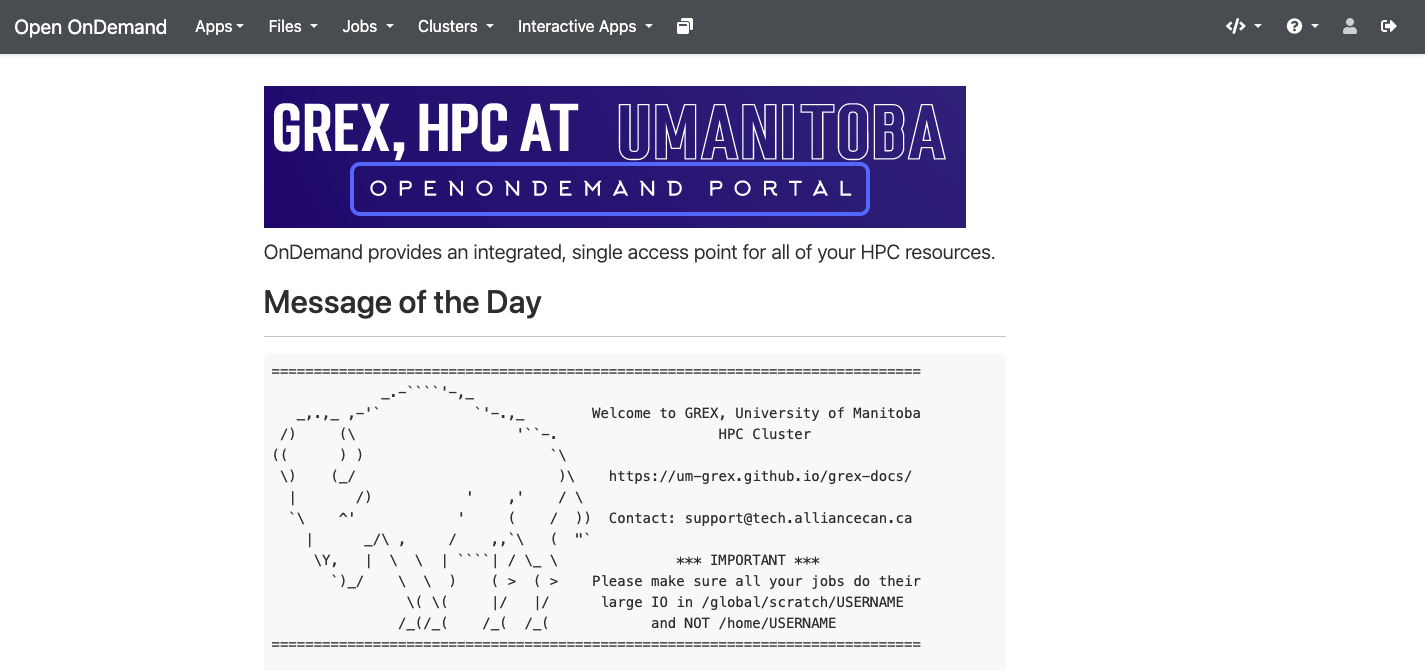 Open OnDemand Apps Files Jobs Clusters Interactive Apps
GREX, HPC AT UMANITOBA
OPENONDEMAND PORTAL
OnDemand provides an integrated, single access point for all of your HPC resources.
Message of the Day
Welcome to GREX, University of Manitoba
HPC Cluster
https://um-grex.github.io/grex-docs/
Contact: support@tech.alliancecan.ca
*** IMPORTANT ***
Please make sure all your jobs do their
large IO in /global/scratch/USERNAME
and NOT /home/USERNAME